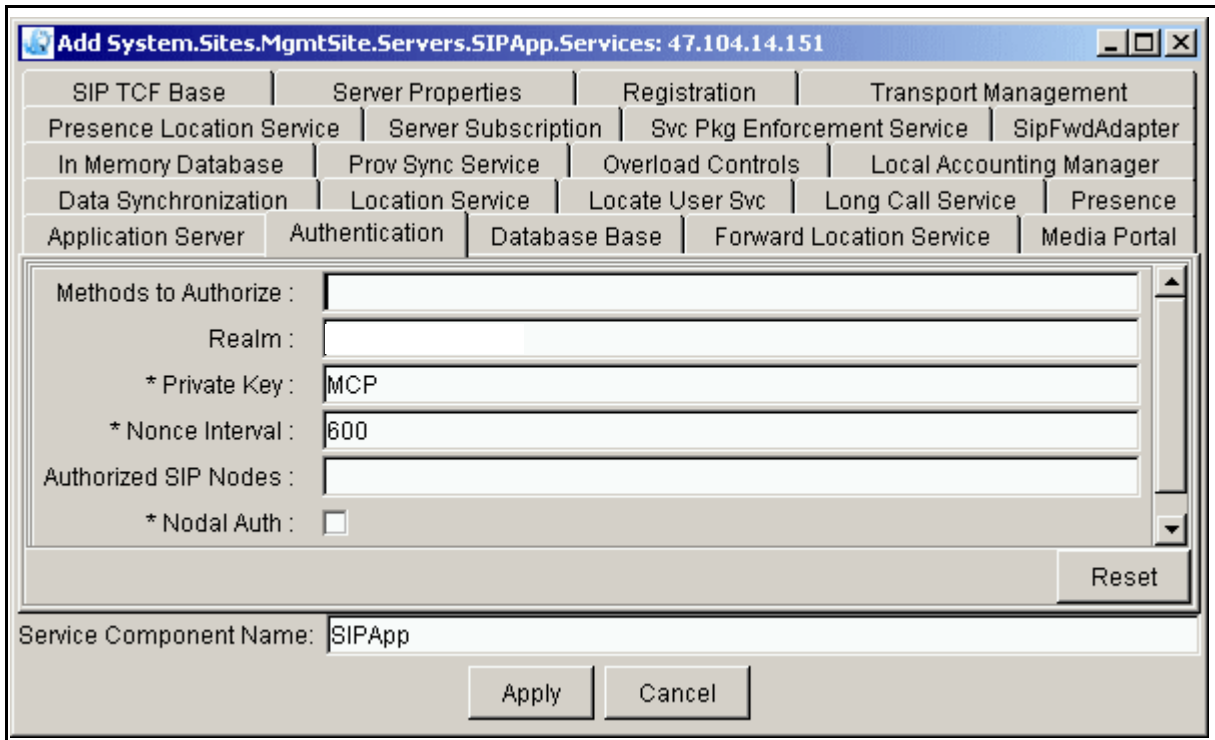 Add System.Sites.MgmtSite.Servers.SIPApp.Services: 47.104.14.151
SIP TCF Base Server Properties Registration Transport Management
Presence Location Service Server Subscription Svc Pkg Enforcement Service SipFwdAdapter
In Memory Database Prov Sync Service Overload Controls Local Accounting Manager
Data Synchronization Location Service Locate User Svc Long Call Service Presence
Application Server Authentication Database Base Forward Location Service Media Portal
Methods to Authorize :
Realm :
* Private Key : MCP
* Nonce Interval : 600
Authorized SIP Nodes :
* Nodal Auth :
Reset
Service Component Name: SIPApp
Apply Cancel